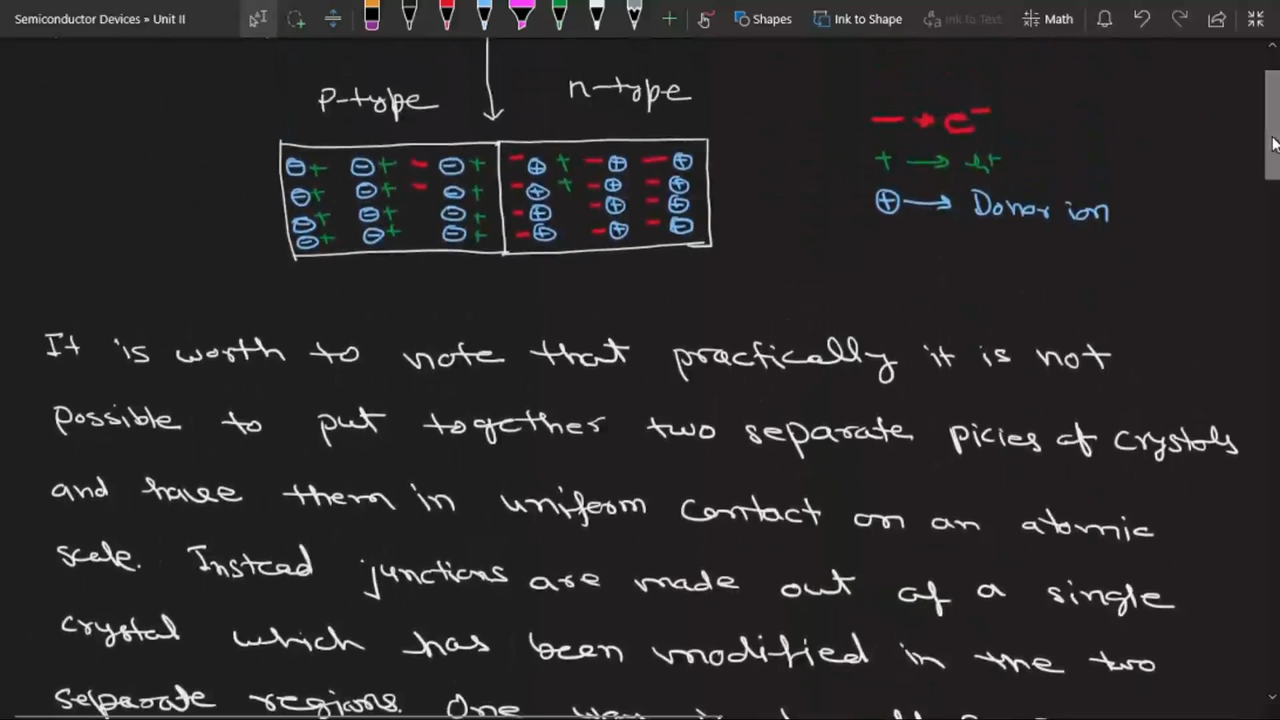 Semiconductor Devices » Unit II
Shapes
Ink to Shape
Ink to Text
Math
P-type
n-type
− → e−
+ → h+
⊕ → Donor ion
It is worth to note that practically it is not
possible to put together two separate picies of crystals
and have them in uniform contact on an atomic
scale. Instead junctions are made out of a single
crystal which has been modified in the two
separate regions. One way is